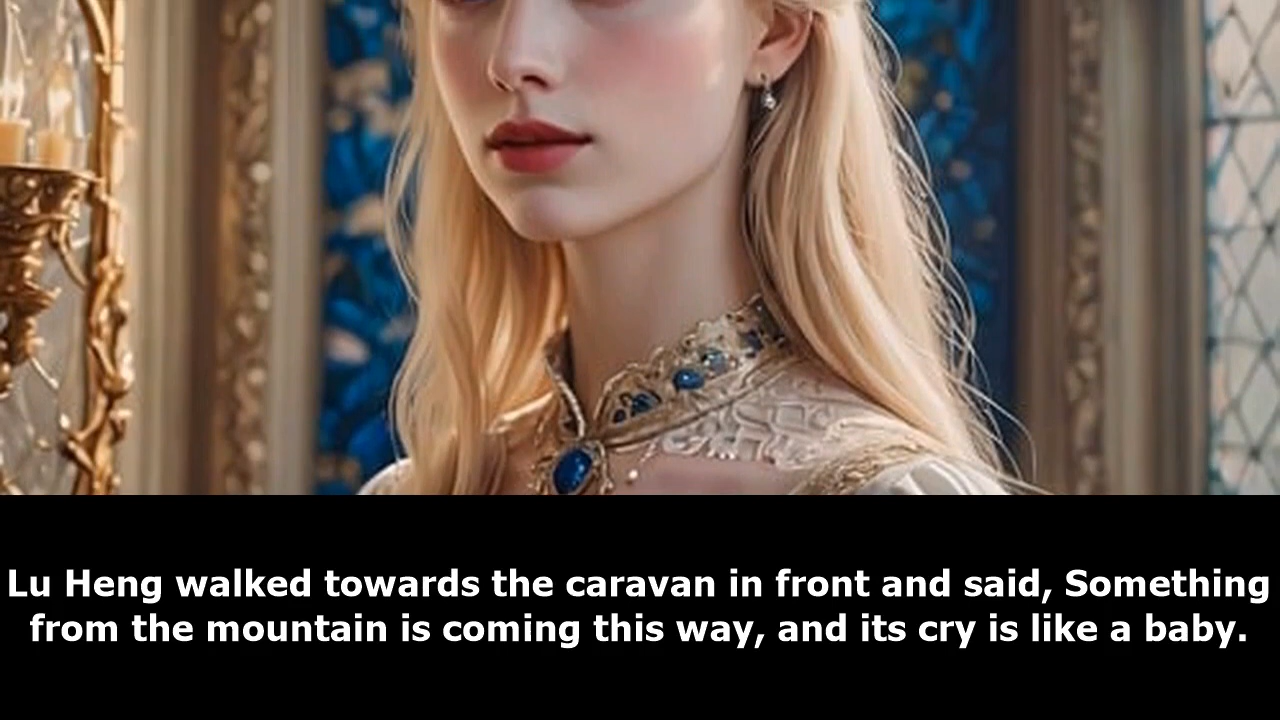 Lu Heng walked towards the caravan in front and said, Something
from the mountain is coming this way, and its cry is like a baby.